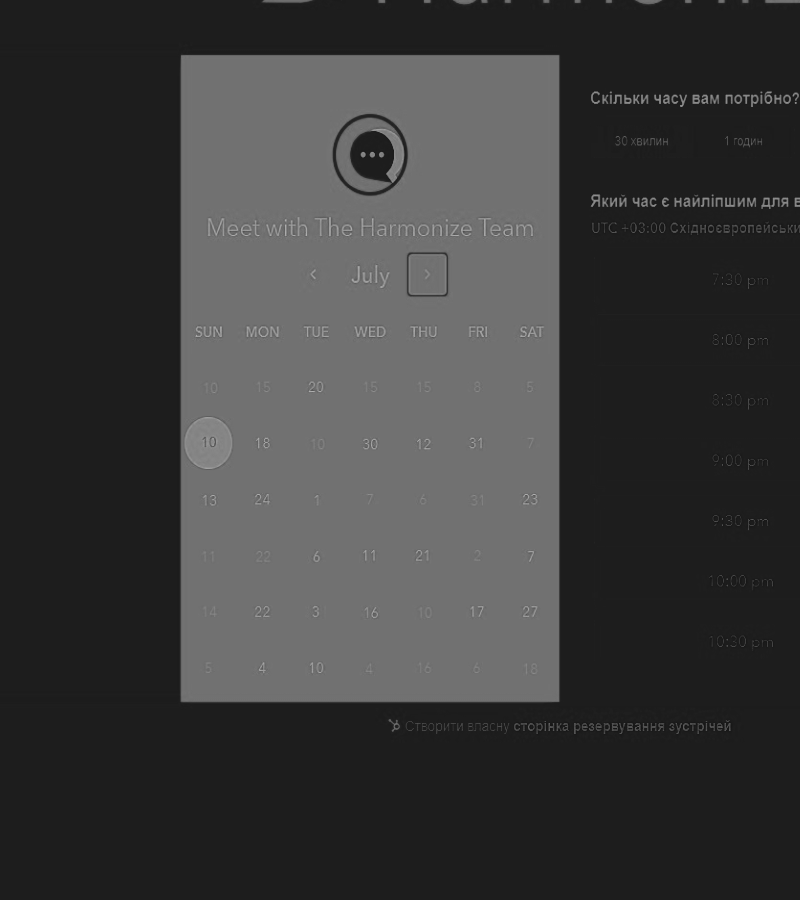 Harmoniz
Meet with The Harmonize Team
July
SUN MON TUE WED THU FRI SAT
10 15 20 15 15 8 5
10 18 10 30 12 31 7
13 24 1 7 6 31 23
11 22 6 11 21 2 7
14 22 3 16 10 17 27
5 4 10 4 16 6 18
Скільки часу вам потрібно?
30 хвилин 1 годин
Який час є найліпшим для в
UTC +03:00 Східноєвропейськи
7:30 pm
8:00 pm
8:30 pm
9:00 pm
9:30 pm
10:00 pm
10:30 pm
Створити власну сторінка резервування зустрічей